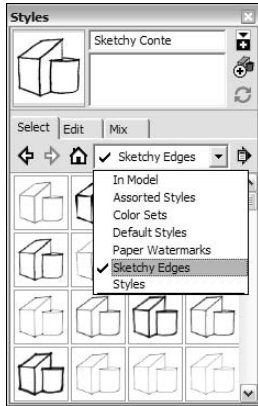 Styles
Sketchy Conte
Select Edit Mix
Sketchy Edges
In Model
Assorted Styles
Color Sets
Default Styles
Paper Watermarks
Sketchy Edges
Styles